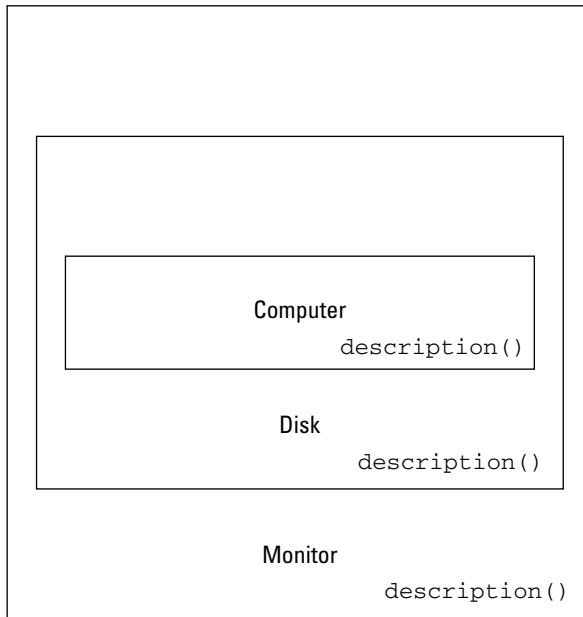 Computer
description()
Disk
description()
Monitor
description()